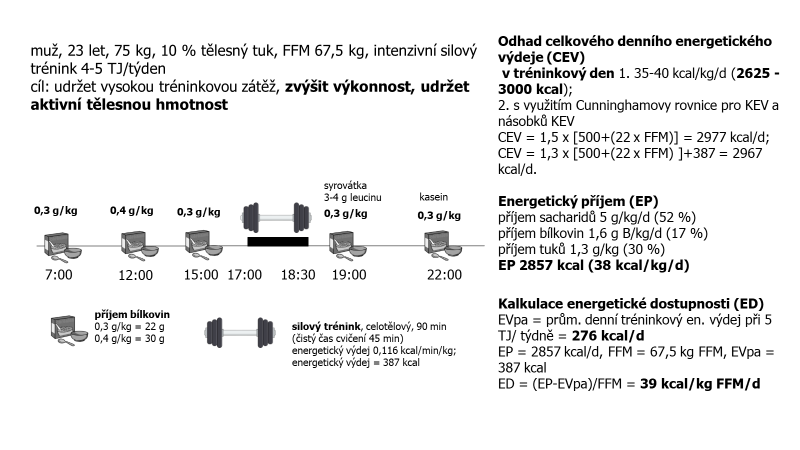 muž, 23 let, 75 kg, 10 % tělesný tuk, FFM 67,5 kg, intenzivní silový
trénink 4-5 TJ/týden
cíl: udržet vysokou tréninkovou zátěž, zvýšit výkonnost, udržet
aktivní tělesnou hmotnost
syrovátka
3-4 g leucinu
kasein
0,3 g/kg
0,4 g/kg
0,3 g/kg
0,3 g/kg
0,3 g/kg
7:00
12:00
15:00
17:00
18:30
19:00
22:00
příjem bílkovin
0,3 g/kg = 22 g
0,4 g/kg = 30 g
silový trénink, celotělový, 90 min
(čistý čas cvičení 45 min)
energetický výdej 0,116 kcal/min/kg;
energetický výdej = 387 kcal
Odhad celkového denního energetického
výdeje (CEV)
v tréninkový den 1. 35-40 kcal/kg/d (2625 -
3000 kcal);
2. s využitím Cunninghamovy rovnice pro KEV a
násobků KEV
CEV = 1,5 x [500+(22 x FFM)] = 2977 kcal/d;
CEV = 1,3 x [500+(22 x FFM) ]+387 = 2967
kcal/d.
Energetický příjem (EP)
příjem sacharidů 5 g/kg/d (52 %)
příjem bílkovin 1,6 g B/kg/d (17 %)
příjem tuků 1,3 g/kg (30 %)
EP 2857 kcal (38 kcal/kg/d)
Kalkulace energetické dostupnosti (ED)
EVpa = prům. denní tréninkový en. výdej při 5
TJ/ týdně = 276 kcal/d
EP = 2857 kcal/d, FFM = 67,5 kg FFM, EVpa =
387 kcal
ED = (EP-EVpa)/FFM = 39 kcal/kg FFM/d